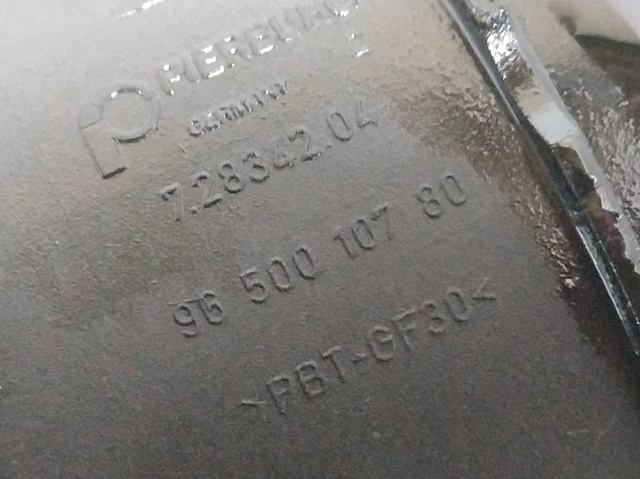 PIERBURG
GERMANY
7.28342.04
96 500 107 80
>PBT-GF30<